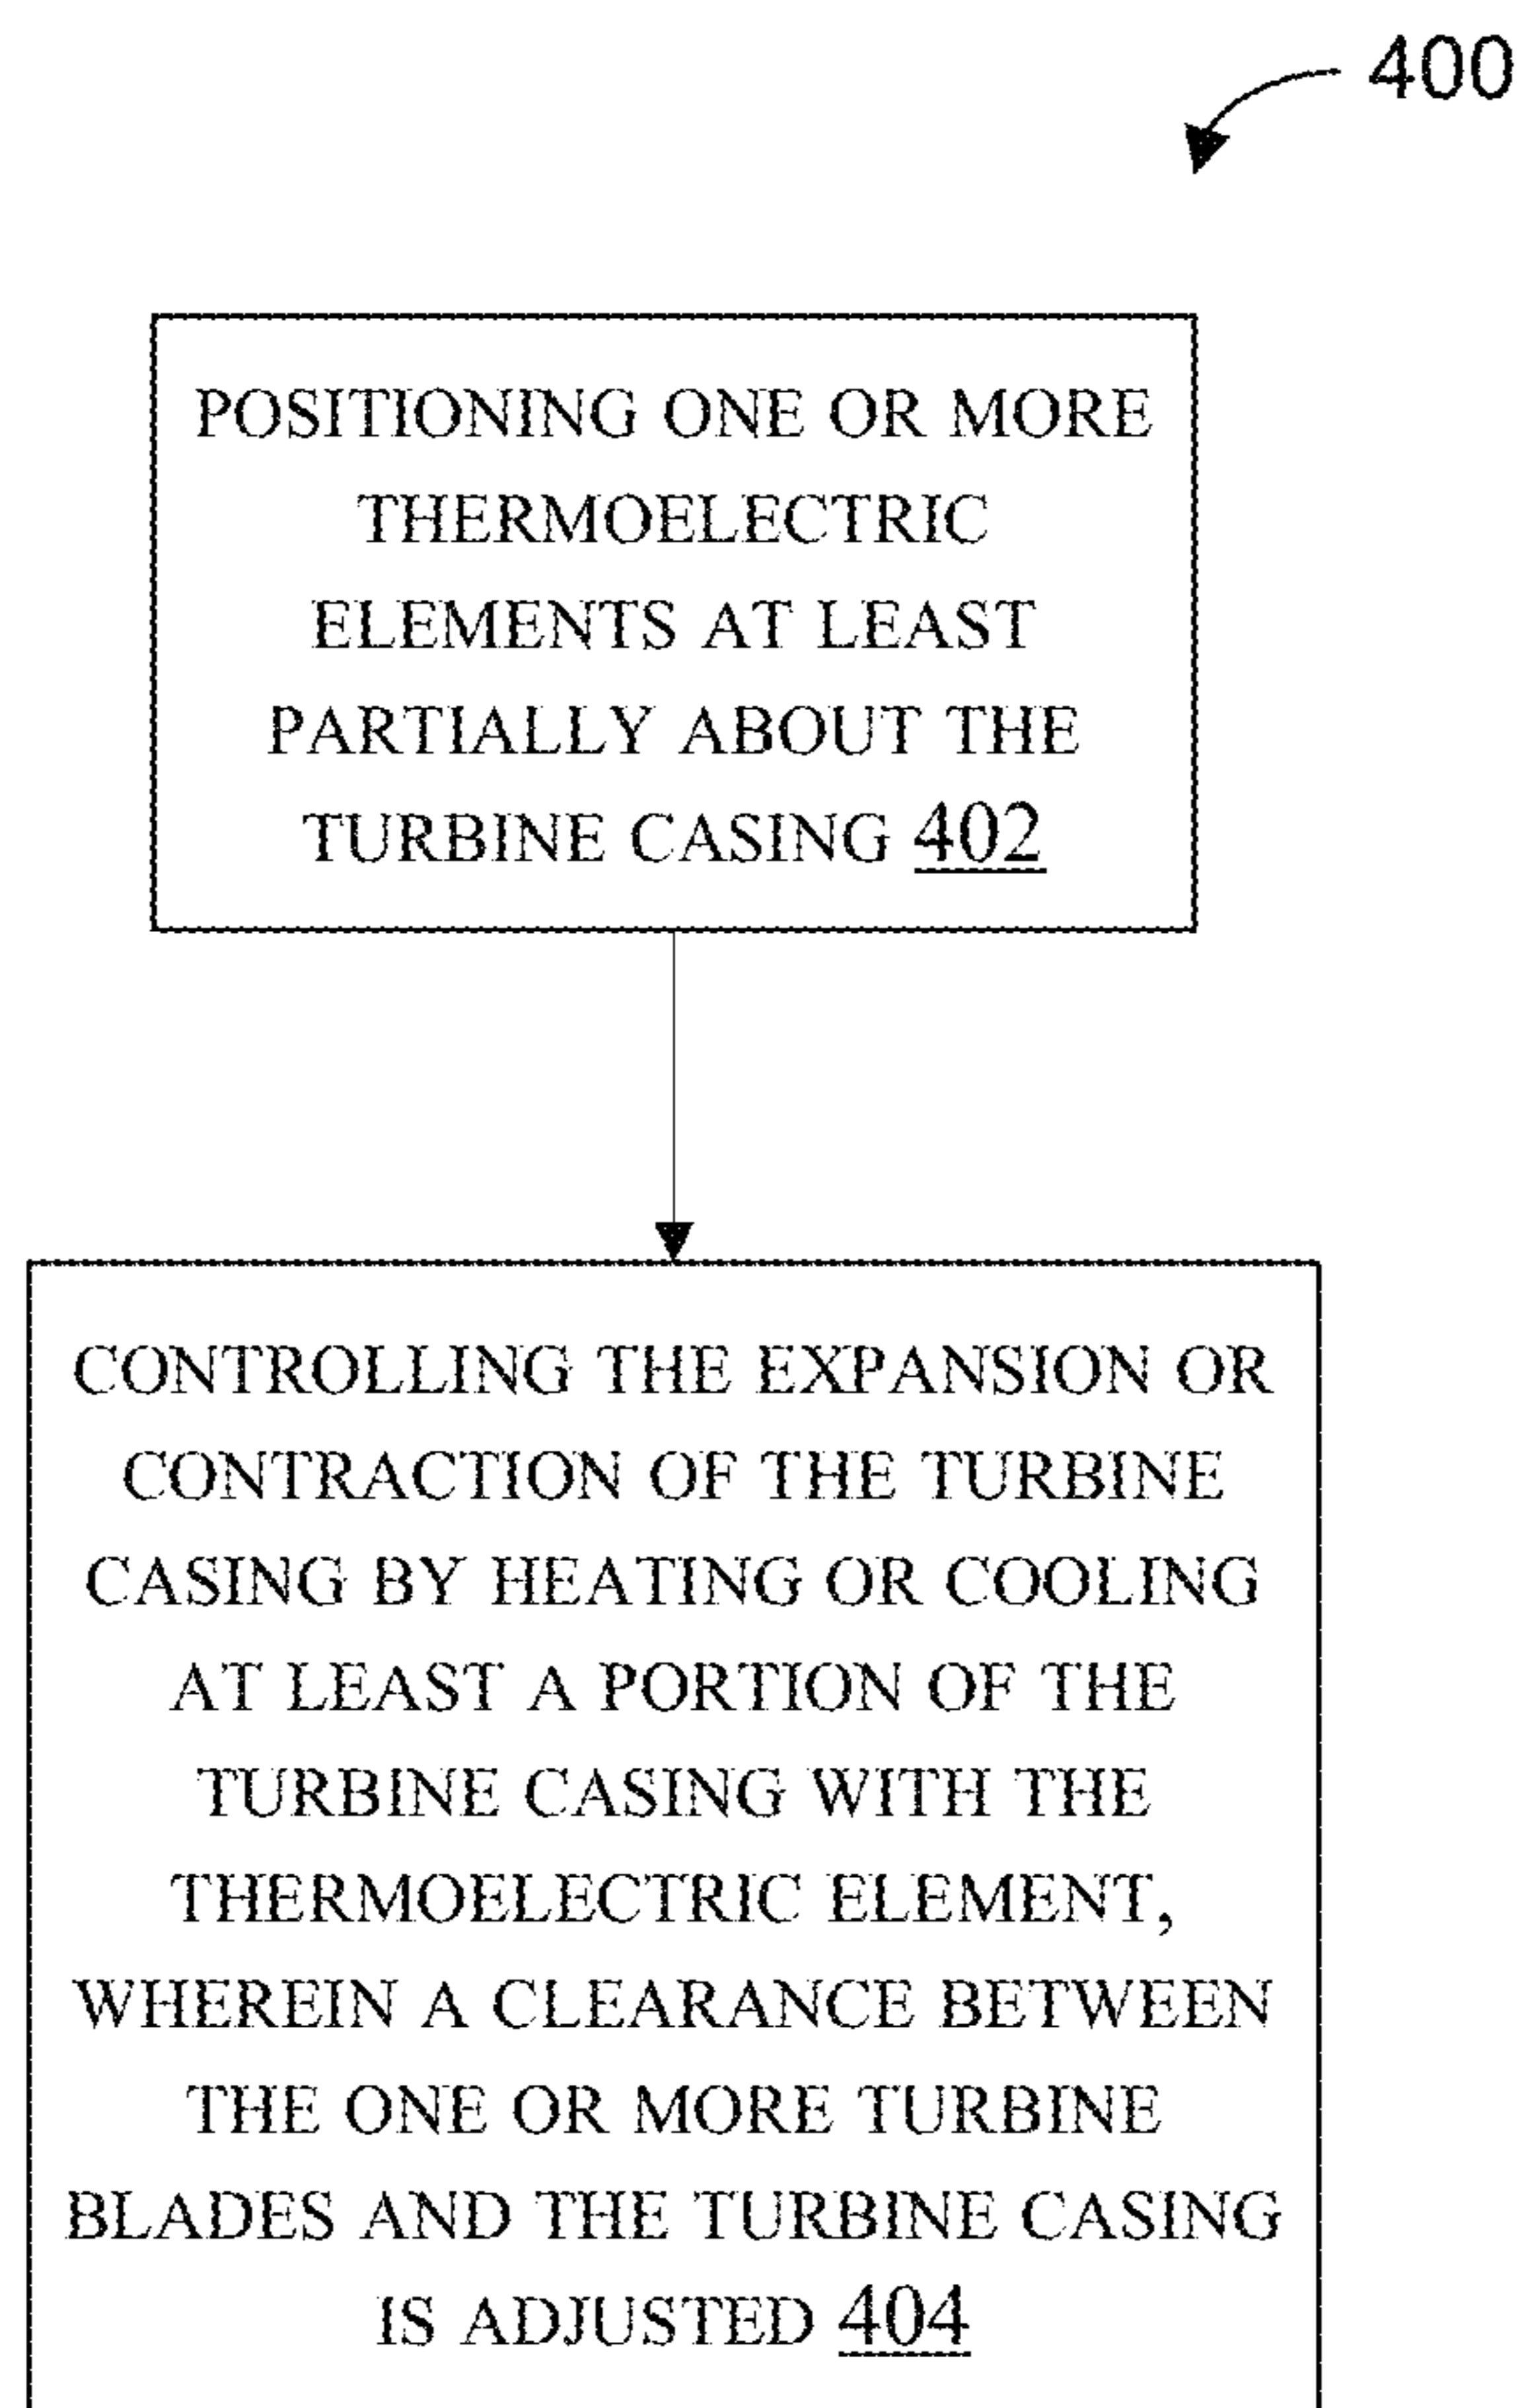 400
POSITIONING ONE OR MORE
THERMOELECTRIC
ELEMENTS AT LEAST
PARTIALLY ABOUT THE
TURBINE CASING 402
CONTROLLING THE EXPANSION OR
CONTRACTION OF THE TURBINE
CASING BY HEATING OR COOLING
AT LEAST A PORTION OF THE
TURBINE CASING WITH THE
THERMOELECTRIC ELEMENT,
WHEREIN A CLEARANCE BETWEEN
THE ONE OR MORE TURBINE
BLADES AND THE TURBINE CASING
IS ADJUSTED 404